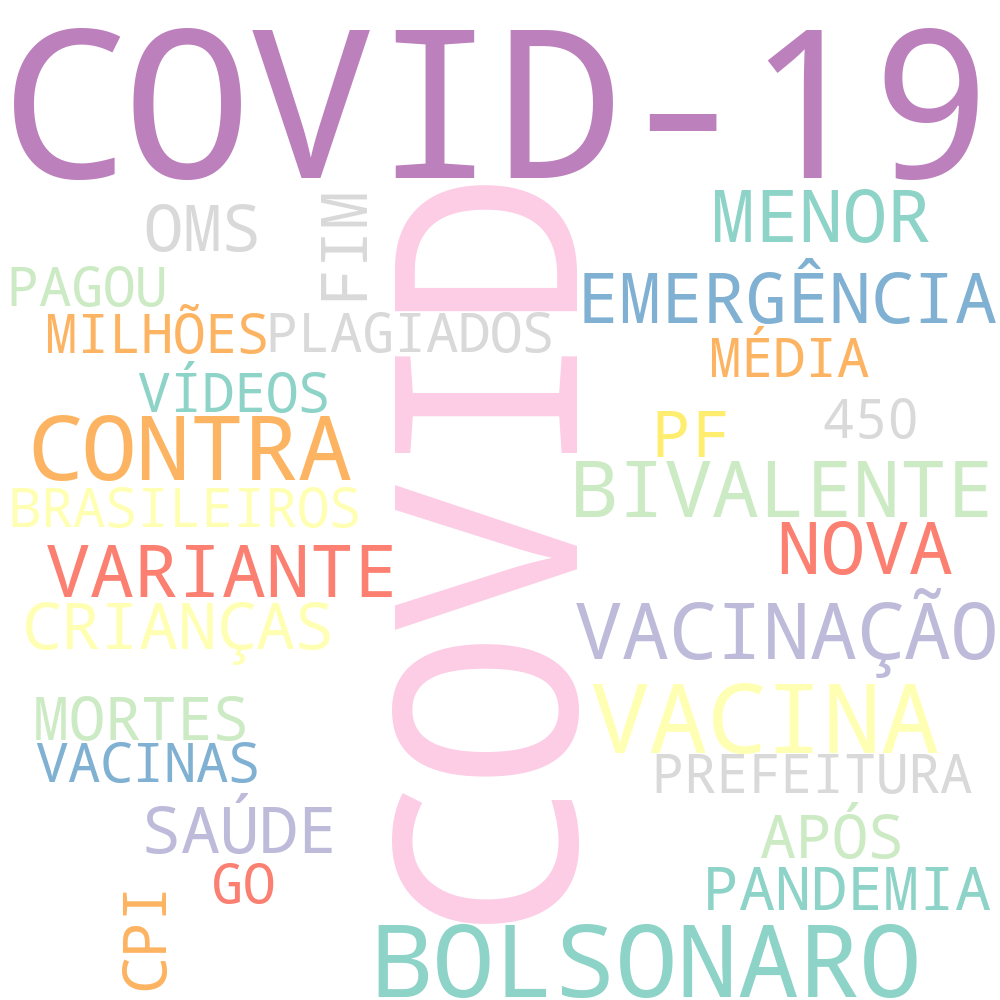 COVID-19
OMS
FIM
MENOR
PAGOU
EMERGÊNCIA
MILHÕES
PLAGIADOS
MÉDIA
VÍDEOS
COVID
CONTRA
PF
450
BIVALENTE
BRASILEIROS
NOVA
VARIANTE
CRIANÇAS
VACINAÇÃO
MORTES
VACINA
VACINAS
PREFEITURA
SAÚDE
APÓS
GO
PANDEMIA
CPI
BOLSONARO